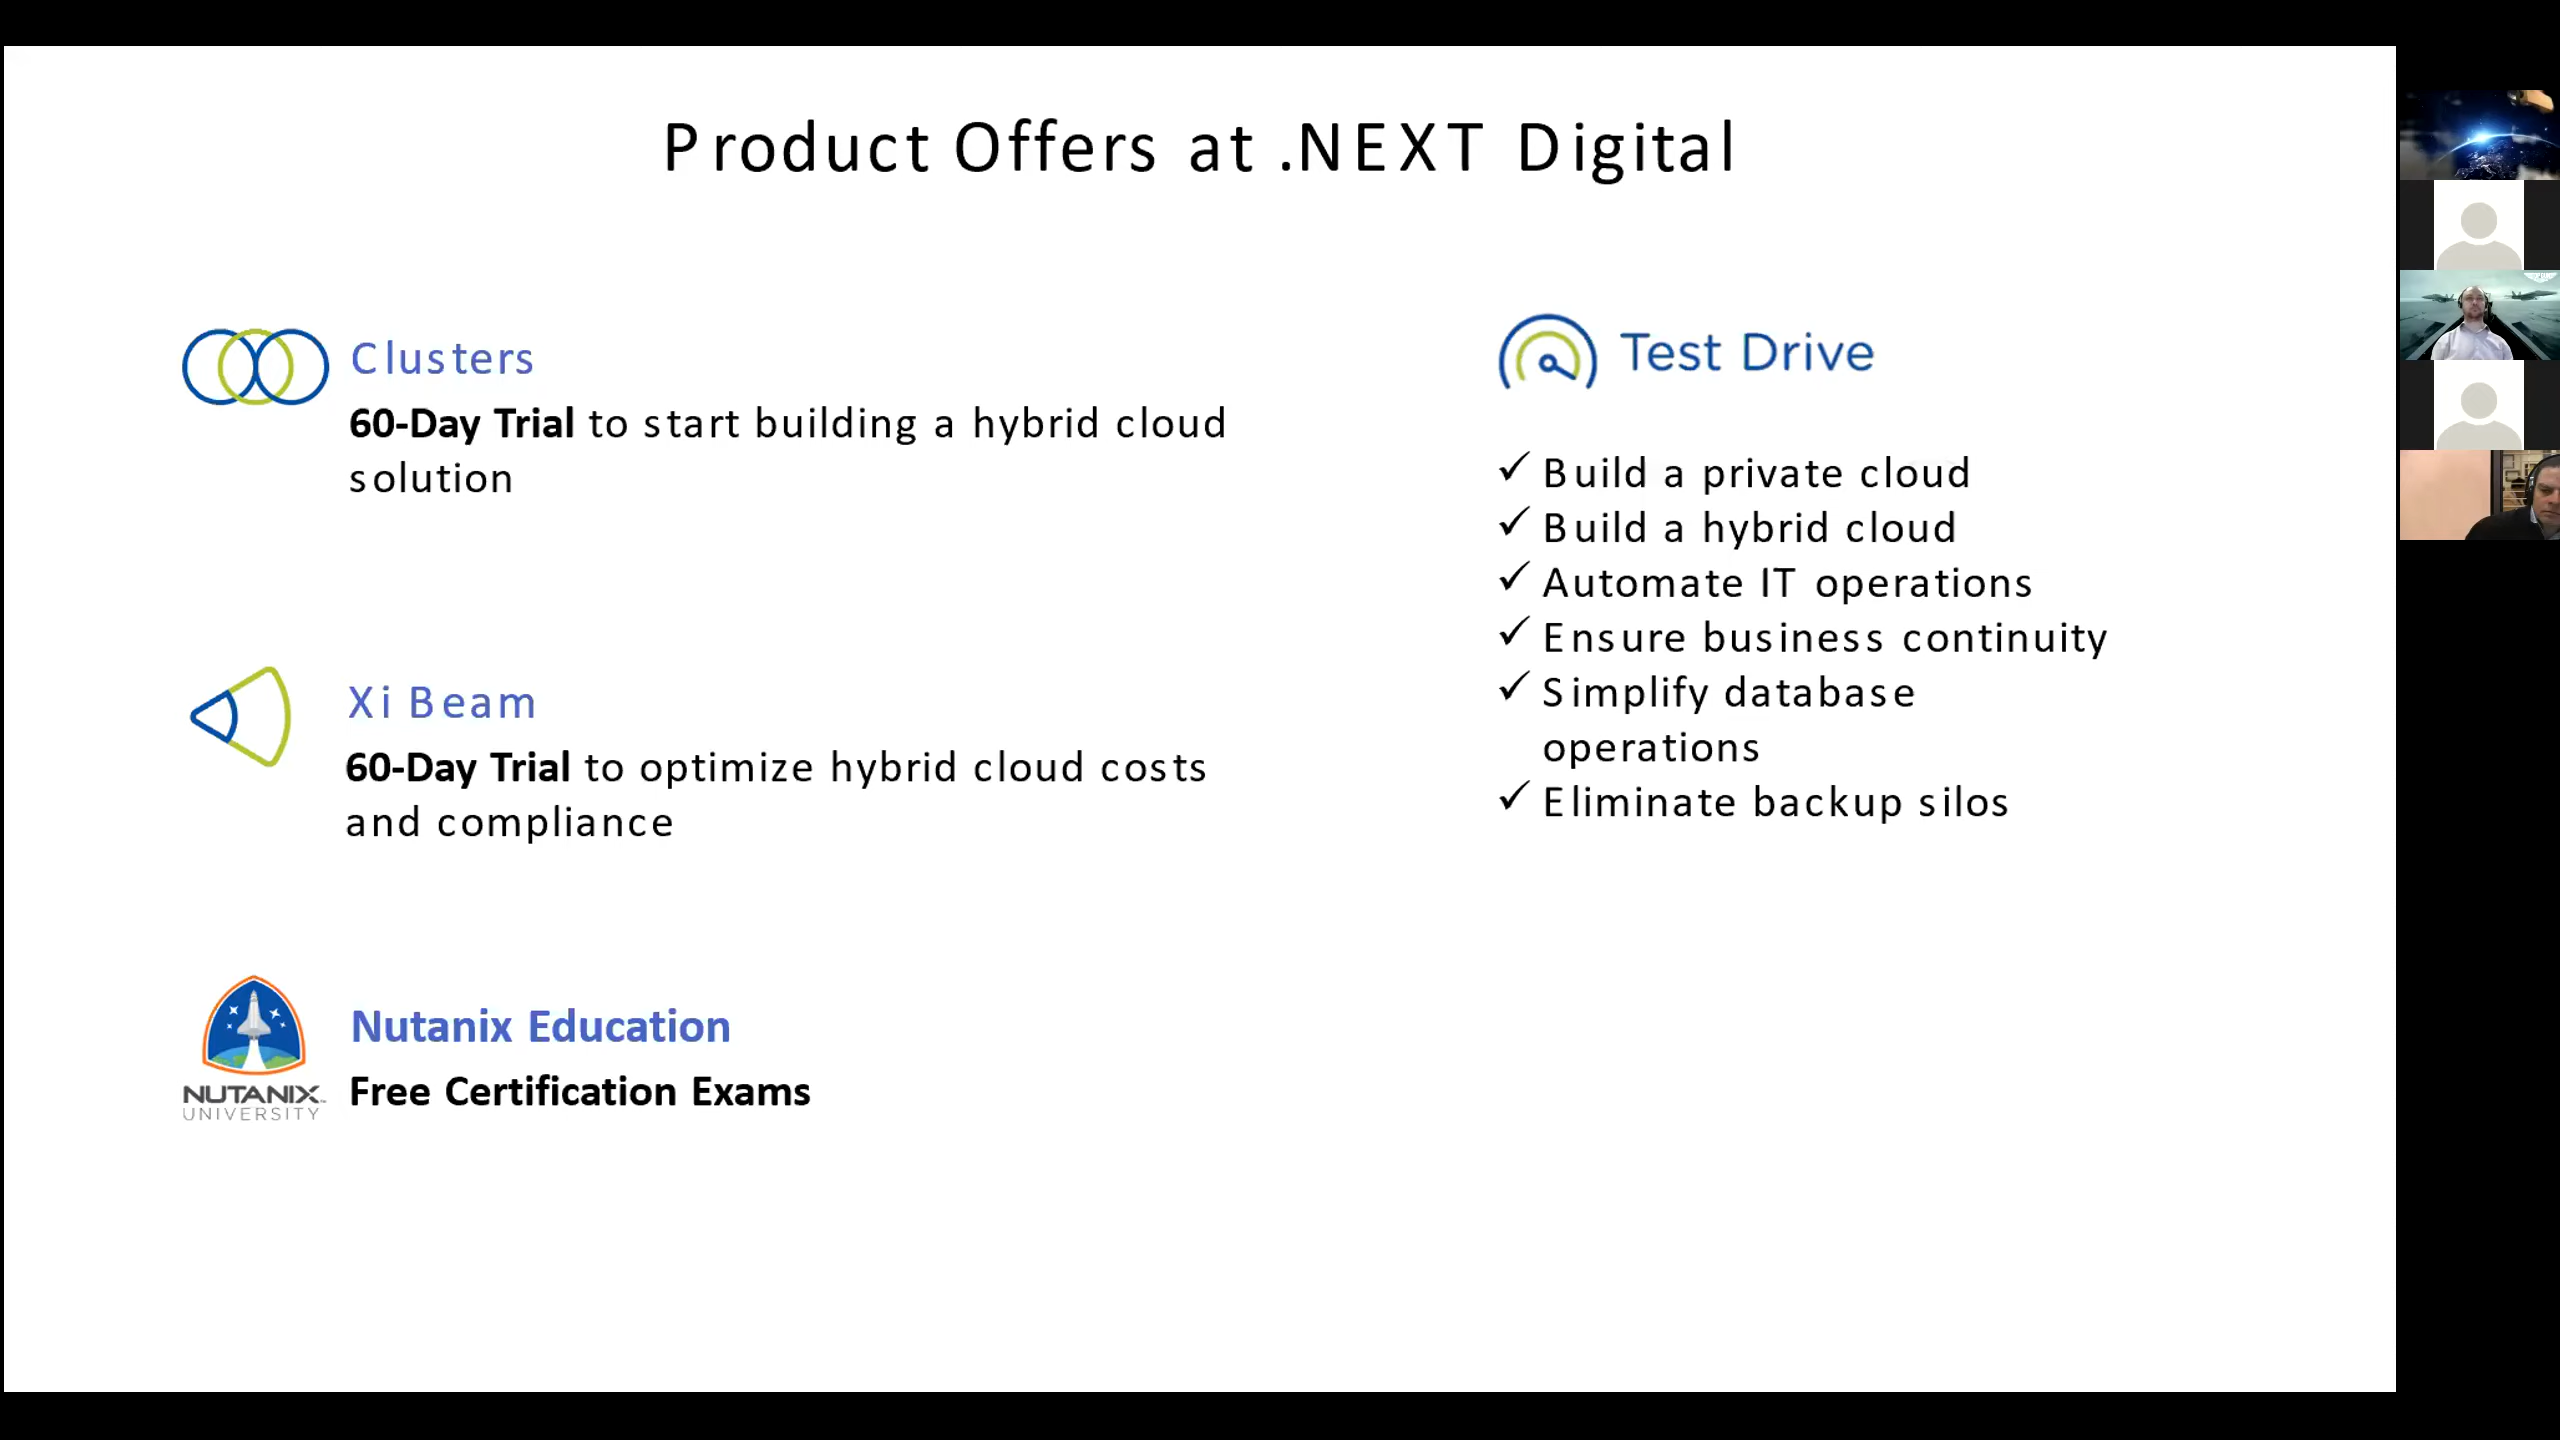 Product Offers at .NEXT Digital
Clusters
60-Day Trial to start building a hybrid cloud
solution
Xi Beam
60-Day Trial to optimize hybrid cloud costs
and compliance
NUTANIX™
UNIVERSITY
Nutanix Education
Free Certification Exams
Test Drive
✓ Build a private cloud
✓ Build a hybrid cloud
✓ Automate IT operations
✓ Ensure business continuity
✓ Simplify database
operations
✓ Eliminate backup silos